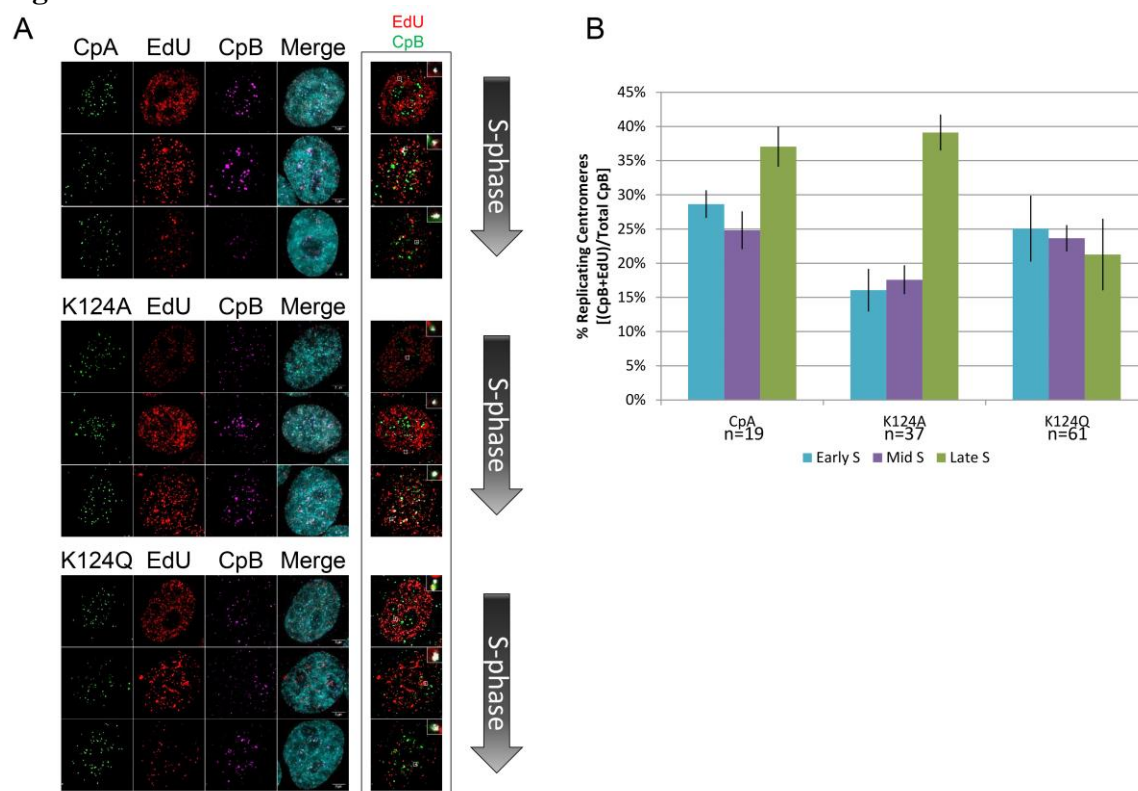 A
CpA EdU CpB Merge
EdU
CpB
S-phase
K124A EdU CpB Merge
S-phase
K124Q EdU CpB Merge
S-phase
B
% Replicating Centromeres
[(CpB+EdU)/Total CpB]
45%
40%
35%
30%
25%
20%
15%
10%
5%
0%
CpA K124A K124Q
n=19 n=37 n=61
Early S Mid S Late S